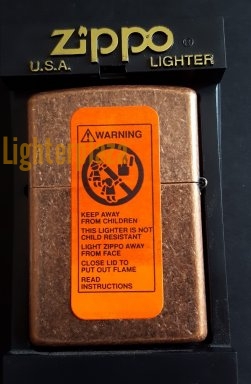 zippo
U.S.A. LIGHTER
WARNING
KEEP AWAY
FROM CHILDREN
THIS LIGHTER IS NOT
CHILD RESISTANT
LIGHT ZIPPO AWAY
FROM FACE
CLOSE LID TO
PUT OUT FLAME
READ
INSTRUCTIONS